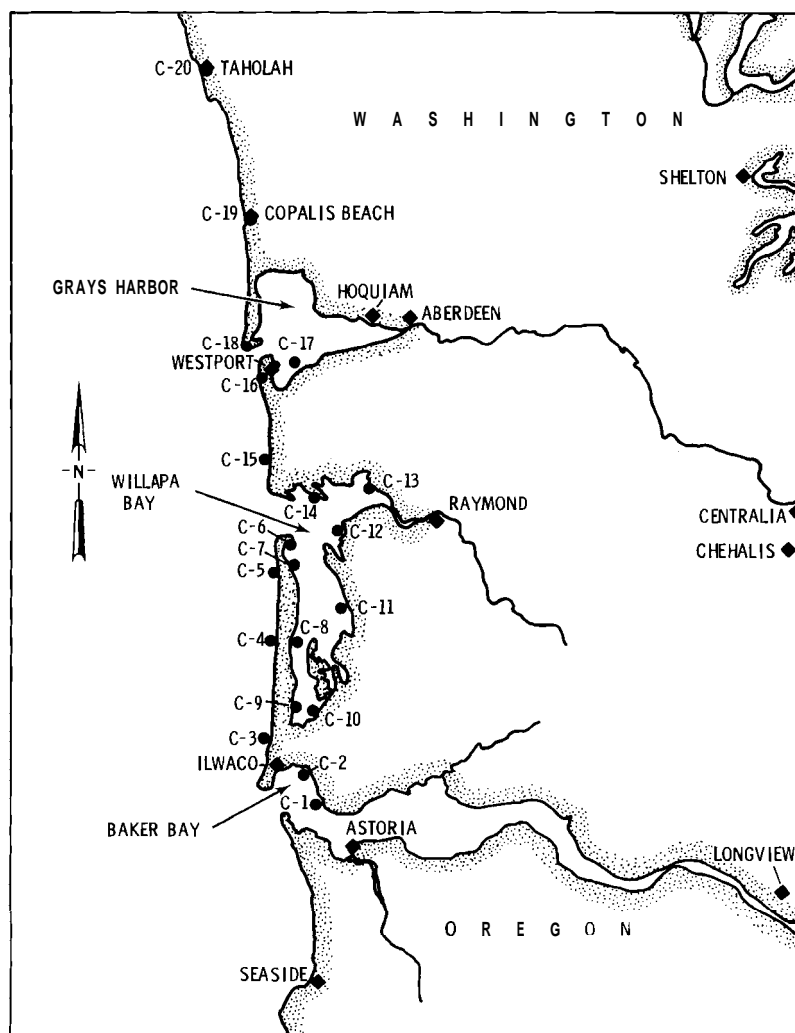 C-20 TAHOLAH
W A S H I N G T O N
SHELTON
C-19 COPALIS BEACH
GRAYS HARBOR
HOQUIAM
ABERDEEN
C-18
C-17
WESTPORT
C-16
-N-
C-15
WILLAPA
BAY
C-13
C-14
RAYMOND
CENTRALIA
C-6
C-12
C-7
CHEHALIS
C-5
C-11
C-4
C-8
C-9
C-10
C-3
ILWACO
C-2
C-1
BAKER BAY
ASTORIA
LONGVIEW
O R E G O N
SEASIDE